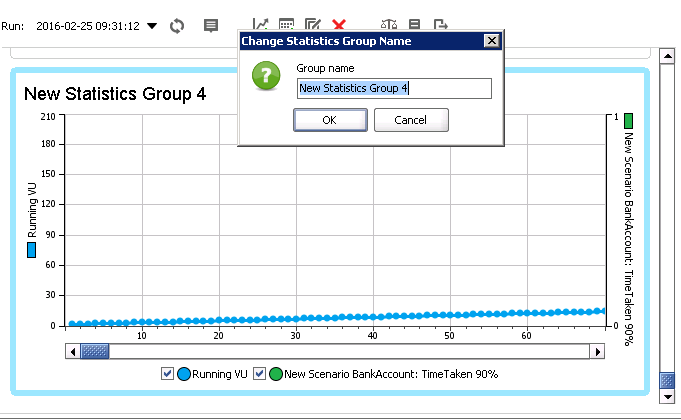 Run: 2016-02-25 09:31:12
Change Statistics Group Name
Group name
New Statistics Group 4
OK Cancel
New Statistics Group 4
210
180
150
120
90
60
30
0
Running VU
1
0
New Scenario BankAccount: TimeTaken 90%
10 20 30 40 50 60
Running VU New Scenario BankAccount: TimeTaken 90%